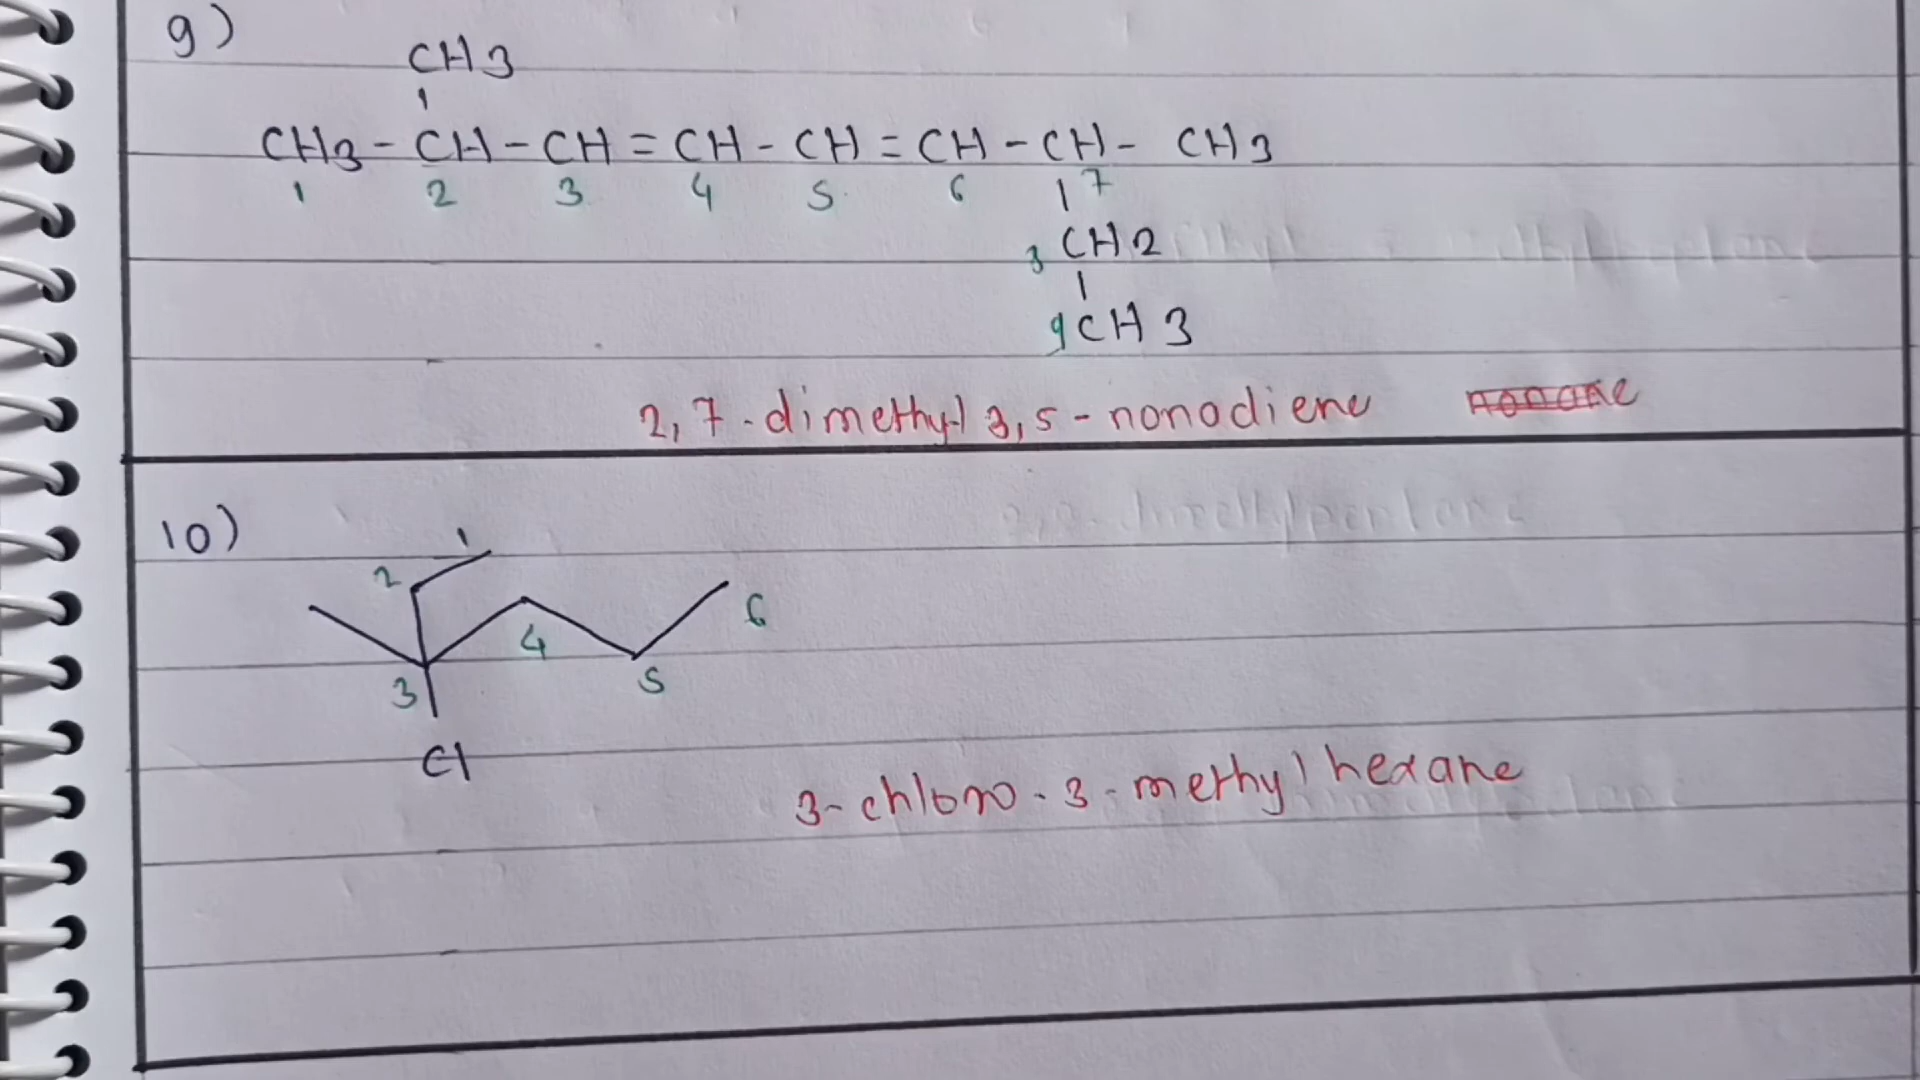 9)
CH3
CH3 - CH - CH = CH - CH = CH - CH - CH3
1 2 3 4 5 6 7
3 CH2
9 CH3
2,7-dimethyl 3,5-nonadiene
10)
1
2
6
4
3
5
Cl
3-chloro-3-methyl hexane